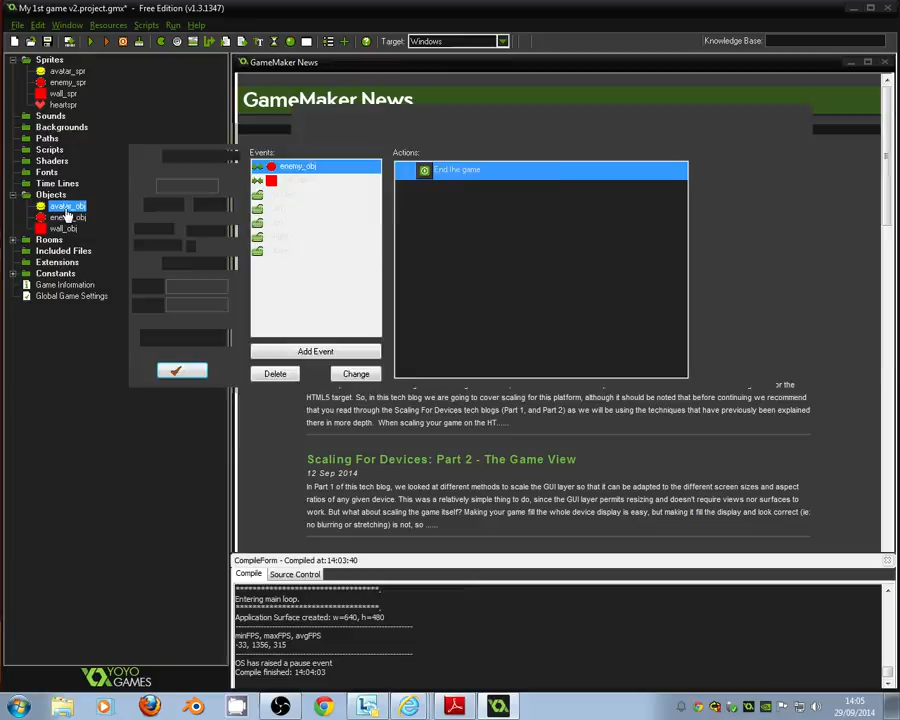 My 1st game v2.project.gmx* - Free Edition (v1.3.1347)
File Edit Window Resources Scripts Run Help
Target: Windows
Knowledge Base:
Sprites
avatar_spr
enemy_spr
wall_spr
heartspr
Sounds
Backgrounds
Paths
Scripts
Shaders
Fonts
Time Lines
Objects
avatar_obj
enemy_obj
wall_obj
Rooms
Included Files
Extensions
Constants
Game Information
Global Game Settings
YOYO
GAMES
GameMaker News
GameMaker News
Events:
enemy_obj
Add Event
Delete
Change
Actions:
End the game
for the
HTML5 target. So, in this tech blog, we are going to cover scaling for this platform, although it should be noted that before continuing we recommend
that you read through the Scaling For Devices tech blogs (Part 1, and Part 2) as we will be using the techniques that have previously been explained
there in more depth. When scaling your game on the HT......
Scaling For Devices: Part 2 - The Game View
12 Sep 2014
In Part 1 of this tech blog, we looked at different methods to scale the GUI layer so that it can be adapted to the different screen sizes and aspect
ratios of any given device. This was a relatively simple thing to do, since the GUI layer permits resizing and doesn't require views nor surfaces to
work. But what about scaling the game itself? Making your game fill the whole device display is easy, but making it fill the display and look correct (ie:
no blurring or stretching) is not, so ......
CompileForm - Compiled at:14:03:40
Compile Source Control
***************************************.
Entering main loop.
***************************************.
Application Surface created: w=640, h=480
minFPS, maxFPS, avgFPS
-33, 1356, 315
OS has raised a pause event
Compile finished: 14:04:03
14:05
29/09/2014